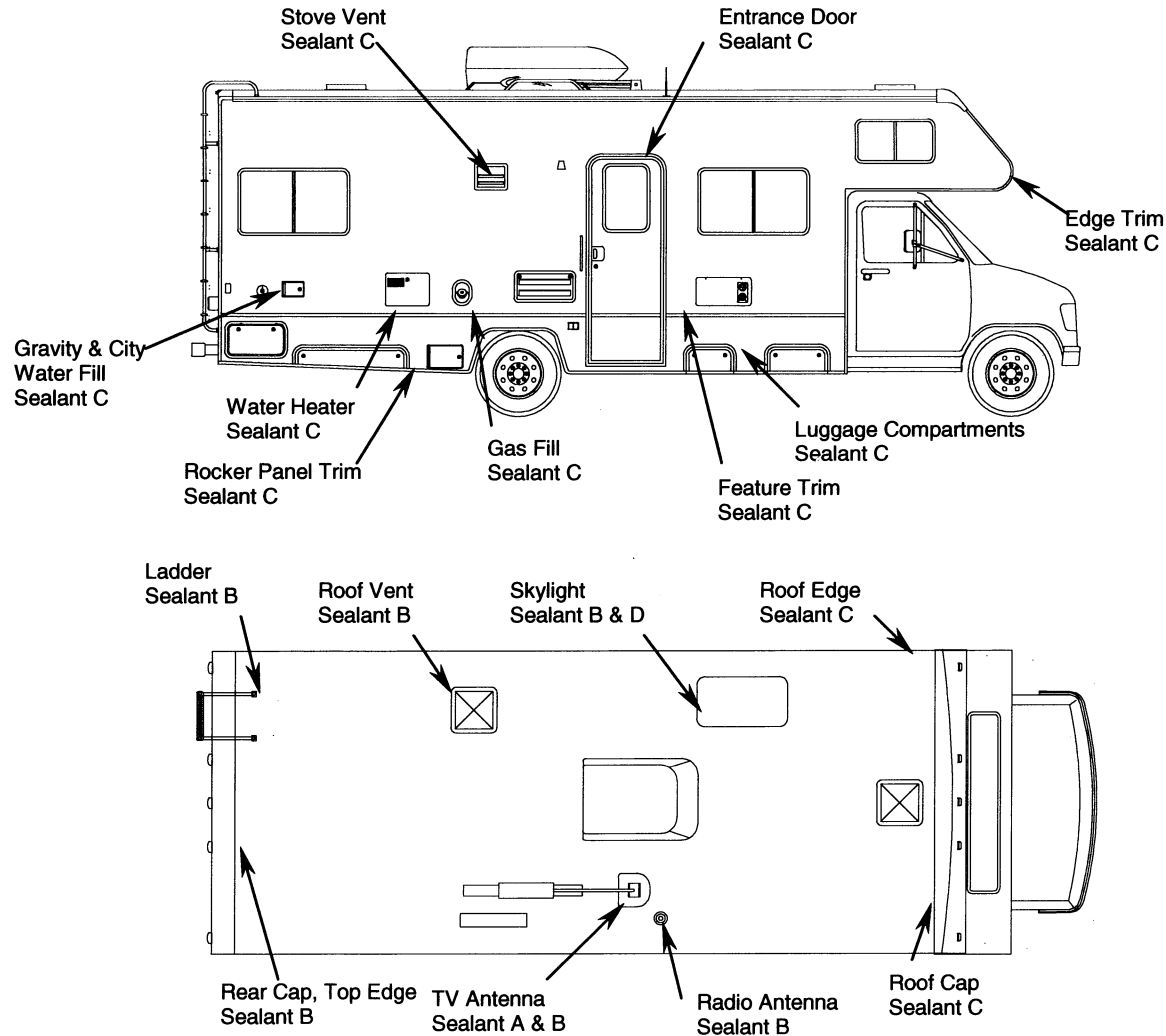 Stove Vent
Sealant C
Entrance Door
Sealant C
Edge Trim
Sealant C
Gravity & City
Water Fill
Sealant C
Water Heater
Sealant C
Gas Fill
Sealant C
Luggage Compartments
Sealant C
Rocker Panel Trim
Sealant C
Feature Trim
Sealant C
Ladder
Sealant B
Roof Vent
Sealant B
Skylight
Sealant B & D
Roof Edge
Sealant C
Rear Cap, Top Edge
Sealant B
TV Antenna
Sealant A & B
Radio Antenna
Sealant B
Roof Cap
Sealant C